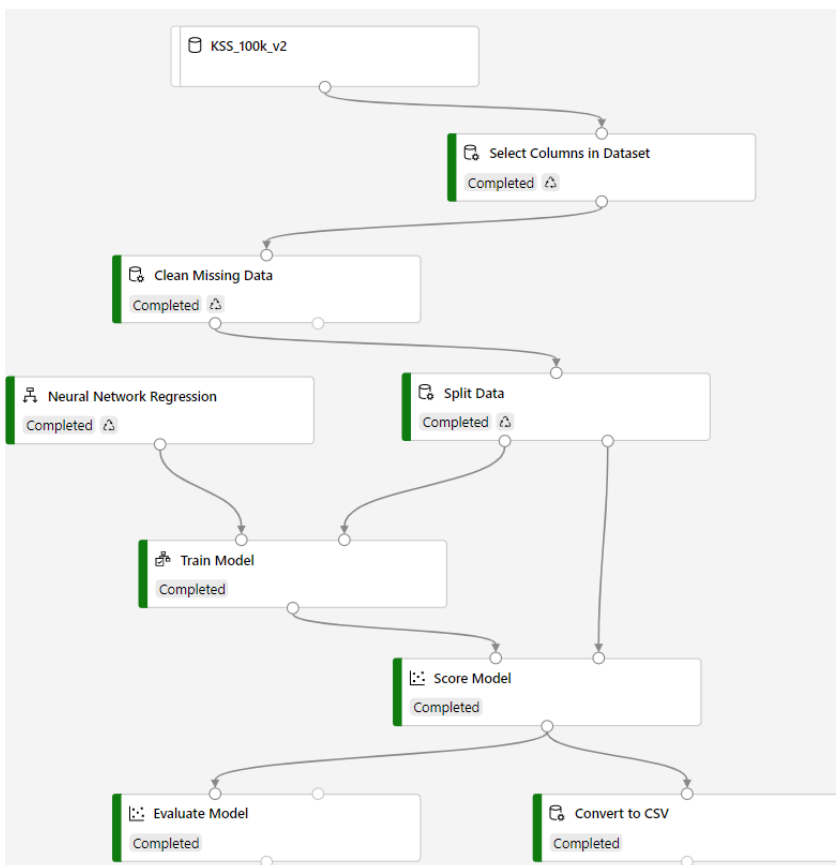 KSS_100k_v2
Select Columns in Dataset
Completed
Clean Missing Data
Completed
Neural Network Regression
Completed
Split Data
Completed
Train Model
Completed
Score Model
Completed
Evaluate Model
Completed
Convert to CSV
Completed